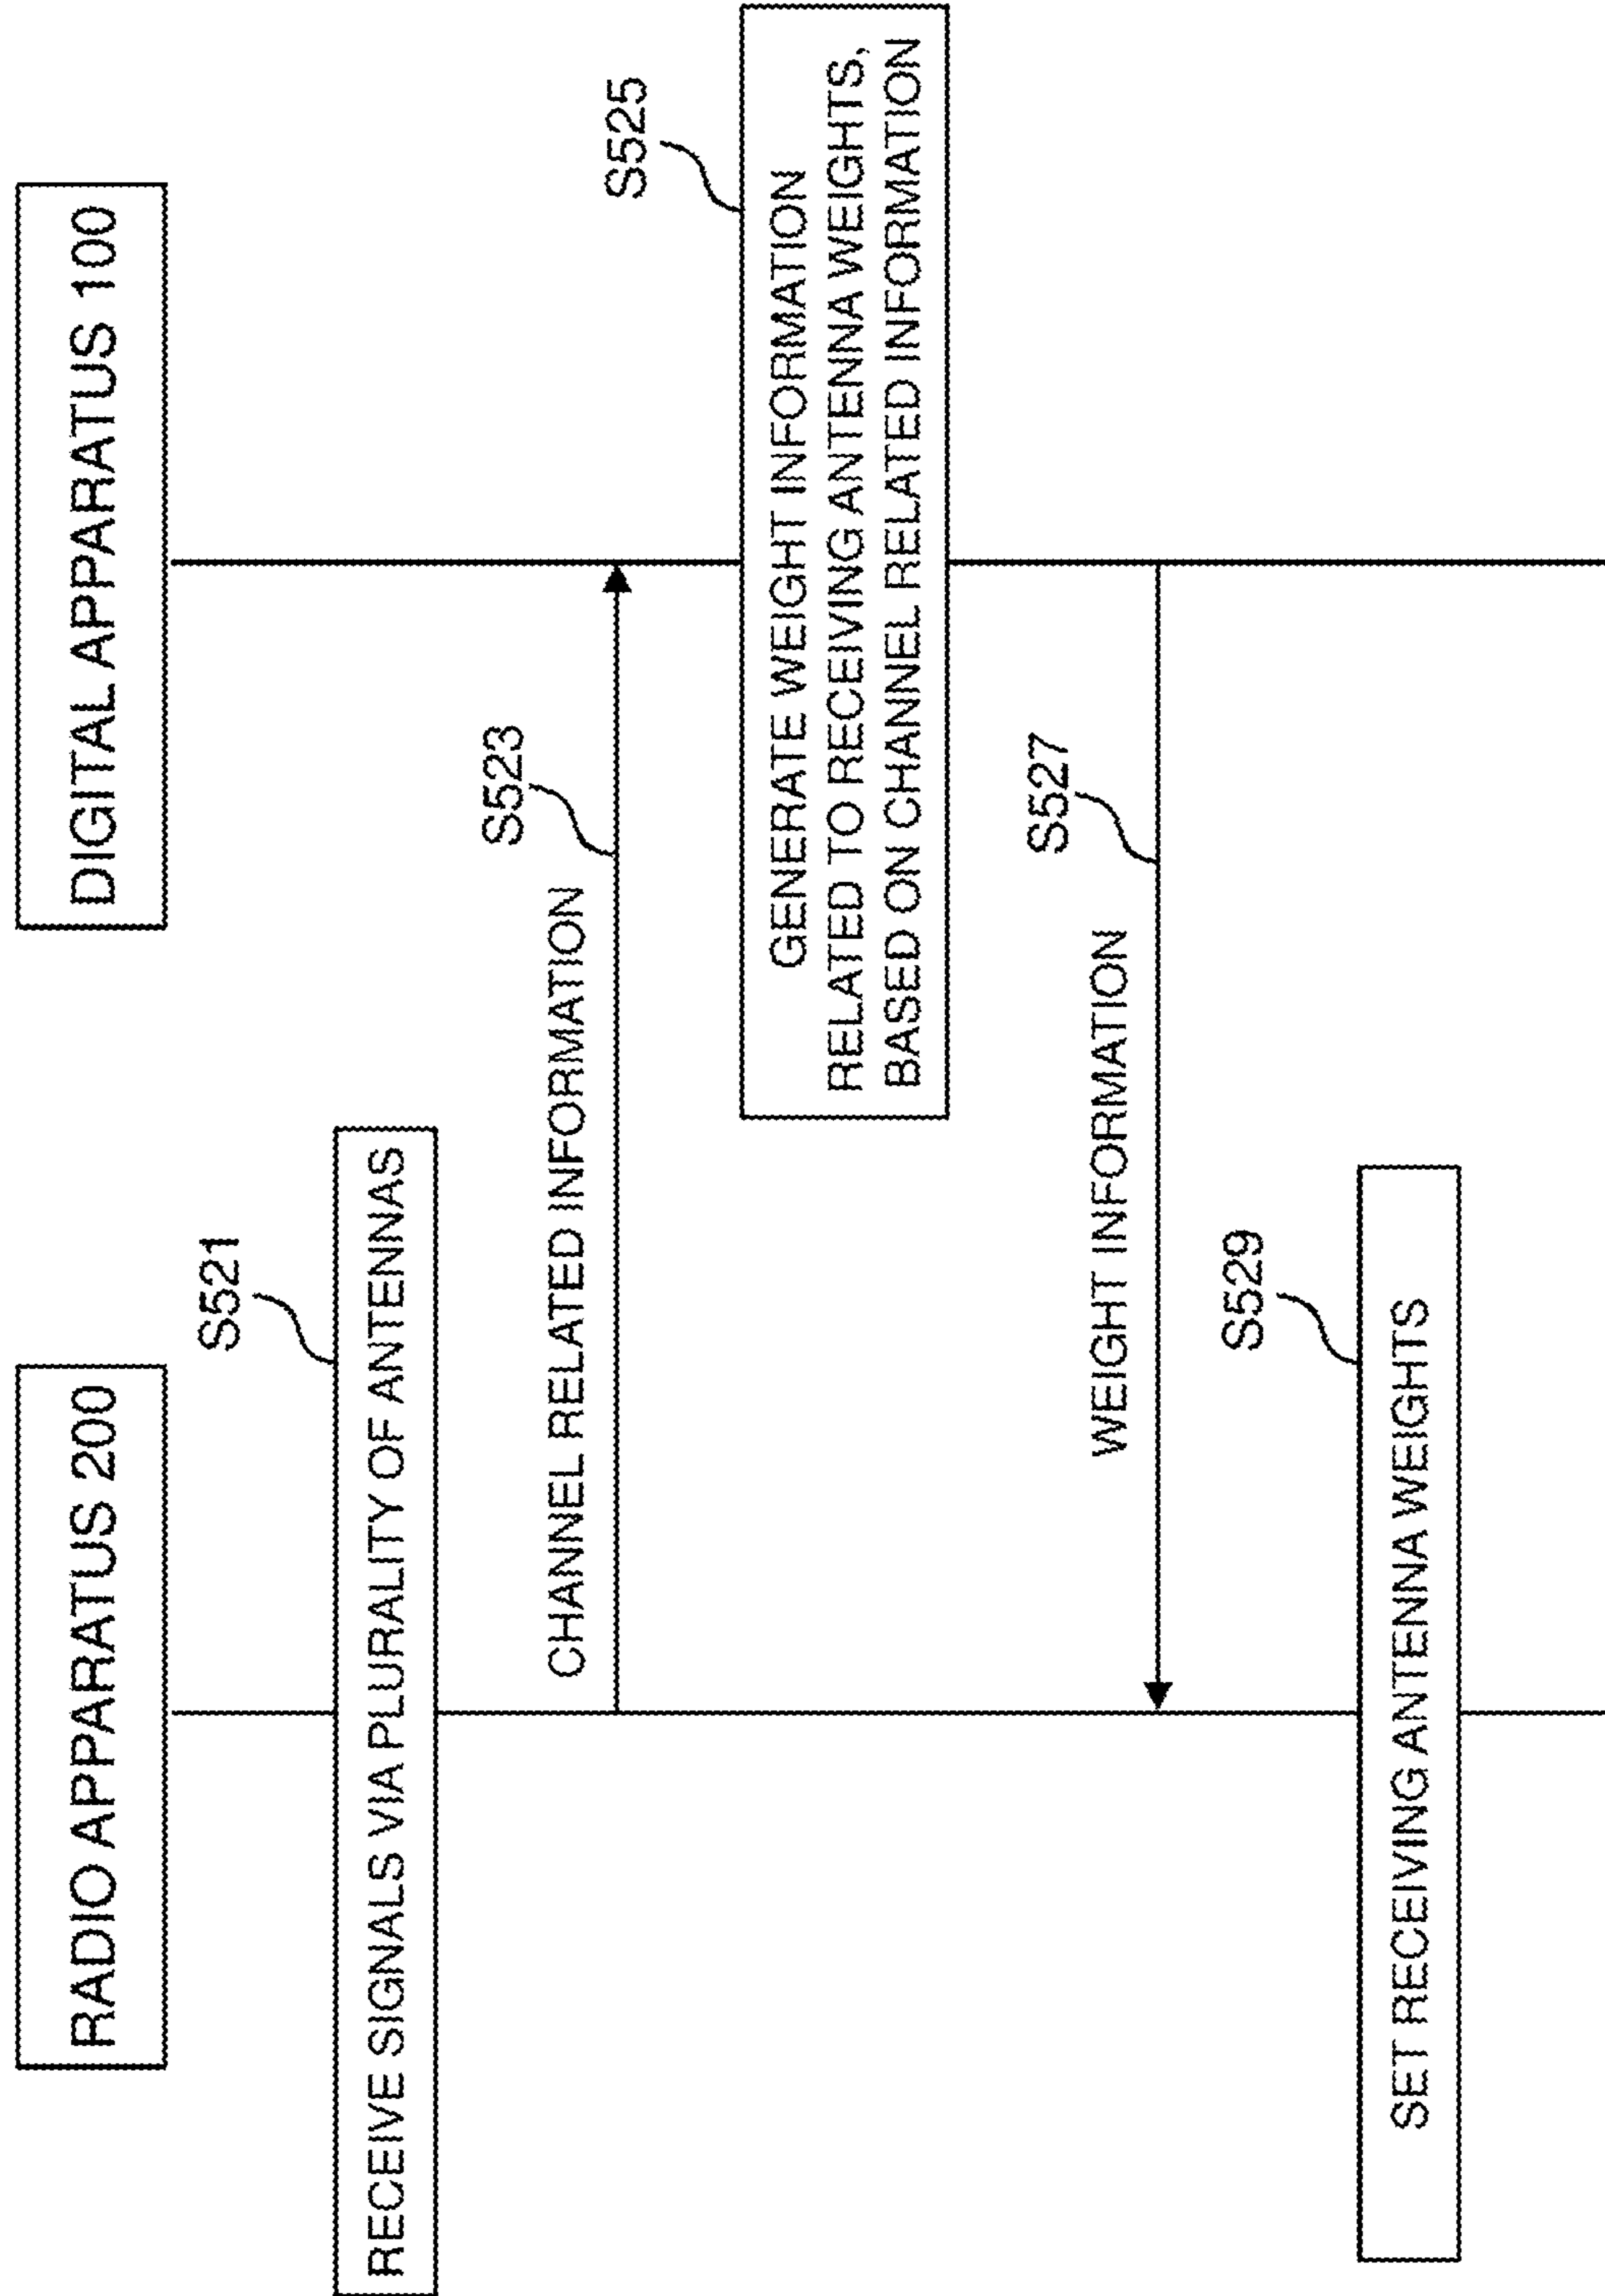 RADIO APPARATUS 200
DIGITAL APPARATUS 100
S521
RECEIVE SIGNALS VIA PLURALITY OF ANTENNAS
S523
CHANNEL RELATED INFORMATION
S525
GENERATE WEIGHT INFORMATION
RELATED TO RECEIVING ANTENNA WEIGHTS,
BASED ON CHANNEL RELATED INFORMATION
S527
WEIGHT INFORMATION
S529
SET RECEIVING ANTENNA WEIGHTS